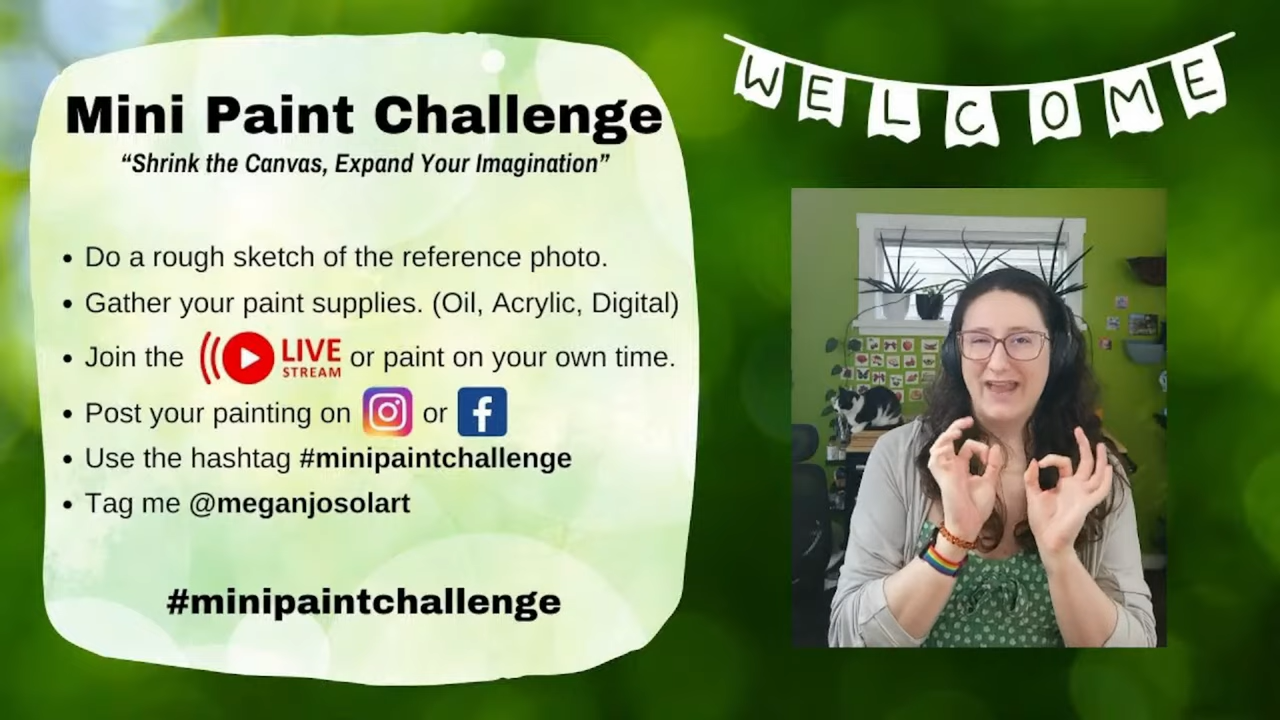 Mini Paint Challenge
“Shrink the Canvas, Expand Your Imagination”
• Do a rough sketch of the reference photo.
• Gather your paint supplies. (Oil, Acrylic, Digital)
• Join the LIVE STREAM or paint on your own time.
• Post your painting on or
• Use the hashtag #minipaintchallenge
• Tag me @meganjosolart
#minipaintchallenge
WELCOME